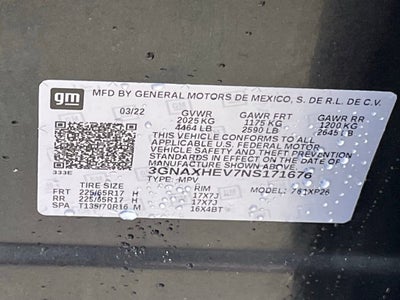 gm
MFD BY GENERAL MOTORS DE MEXICO, S. DE R.L. DE C.V.
03/22 GVWR GAWR FRT GAWR RR
2025 KG 1175 KG 1200 KG
4464 LB 2590 LB 2645 LB
THIS VEHICLE CONFORMS TO ALL
APPLICABLE U.S. FEDERAL MOTOR
VEHICLE SAFETY AND THEFT PREVENTION
STANDARDS IN EFFECT ON THE DATE OF
MANUFACTURE SHOWN ABOVE
333E 3GNAXHEV7NS171676
TYPE: MPV
TIRE SIZE RIM MODEL:
FRT 225/65R17 H 17X7J
RR 225/65R17 H 17X7J
SPA T135/70R16 M 16X4BT